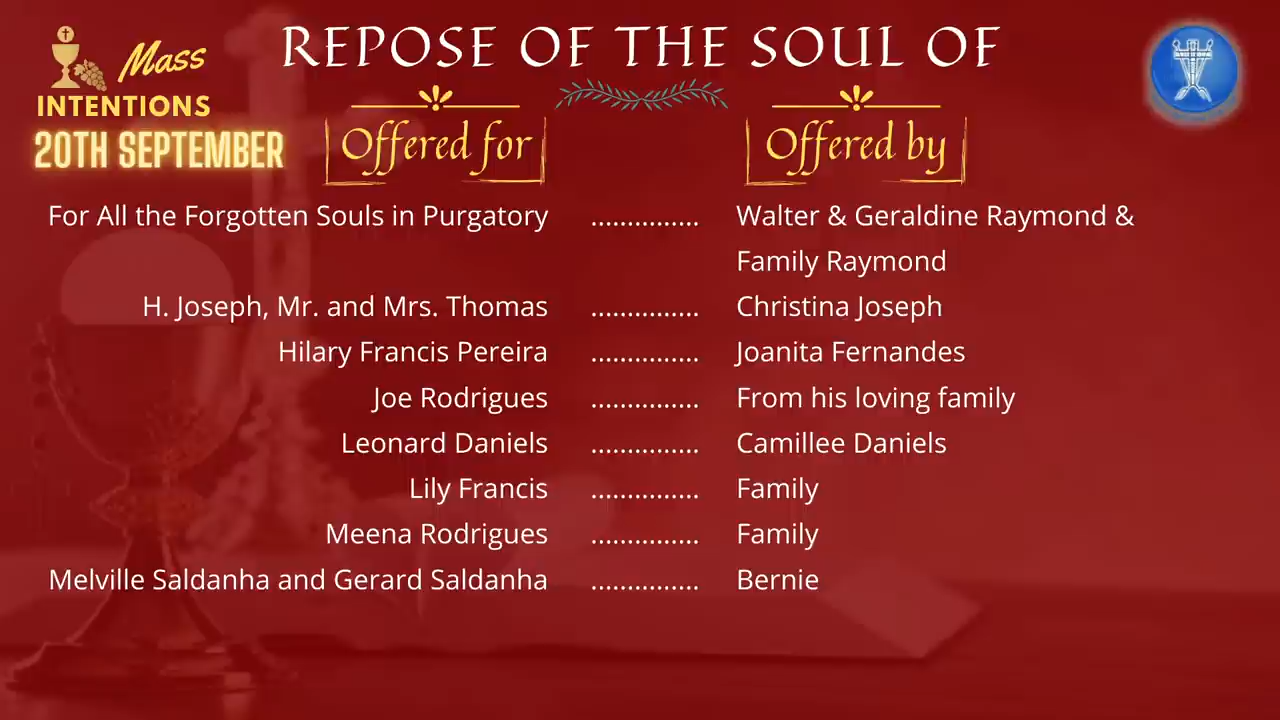 REPOSE OF THE SOUL OF
Mass
INTENTIONS
20TH SEPTEMBER
Offered for
Offered by
For All the Forgotten Souls in Purgatory ............... Walter & Geraldine Raymond &
Family Raymond
H. Joseph, Mr. and Mrs. Thomas ............... Christina Joseph
Hilary Francis Pereira ............... Joanita Fernandes
Joe Rodrigues ............... From his loving family
Leonard Daniels ............... Camillee Daniels
Lily Francis ............... Family
Meena Rodrigues ............... Family
Melville Saldanha and Gerard Saldanha ............... Bernie